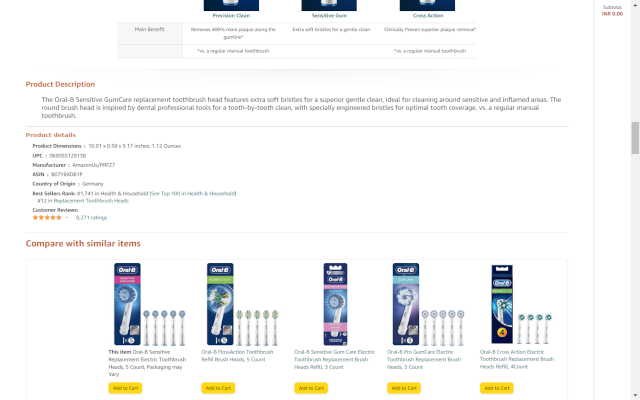 Subtotal
INR 0.00
Precision Clean Sensitive Gum Cross Action
Main Benefit Removes 400% more plaque along the gumline* Extra soft bristles for a gentle clean Clinically Proven superior plaque removal*
*vs. a regular manual toothbrush *vs. a regular manual toothbrush
Product Description
The Oral-B Sensitive GumCare replacement toothbrush head features extra soft bristles for a superior gentle clean, ideal for cleaning around sensitive and inflamed areas. The
round brush head is inspired by dental professional tools for a tooth-by-tooth clean, with specially engineered bristles for optimal tooth coverage. vs. a regular manual
toothbrush.
Product details
Product Dimensions : 10.91 x 0.59 x 9.17 inches; 1.12 Ounces
UPC : 069055128138
Manufacturer : AmazonUs/PRFZ7
ASIN : B07Y8XD81P
Country of Origin : Germany
Best Sellers Rank: #1,741 in Health & Household (See Top 100 in Health & Household)
#12 in Replacement Toothbrush Heads
Customer Reviews:
8,271 ratings
Compare with similar items
Oral-B Oral-B Oral-B Oral-B Oral-B
This item Oral-B Sensitive
Replacement Electric Toothbrush
Heads, 5 Count, Packaging may
Vary
Oral-B FlossAction Toothbrush
Refill Brush Heads, 5 Count
Oral-B Sensitive Gum Care Electric
Toothbrush Replacement Brush
Heads Refill, 3 Count
Oral-B Pro GumCare Electric
Toothbrush Replacement Brush
Heads, 5 Count
Oral-B Cross Action Electric
Toothbrush Replacement Brush
Heads Refill, 4Count
Add to Cart Add to Cart Add to Cart Add to Cart Add to Cart